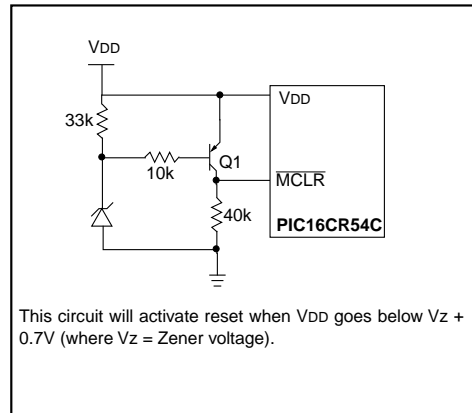 VDD
VDD
33k
Q1
10k
MCLR
40k
PIC16CR54C
This circuit will activate reset when VDD goes below Vz +
0.7V (where Vz = Zener voltage).